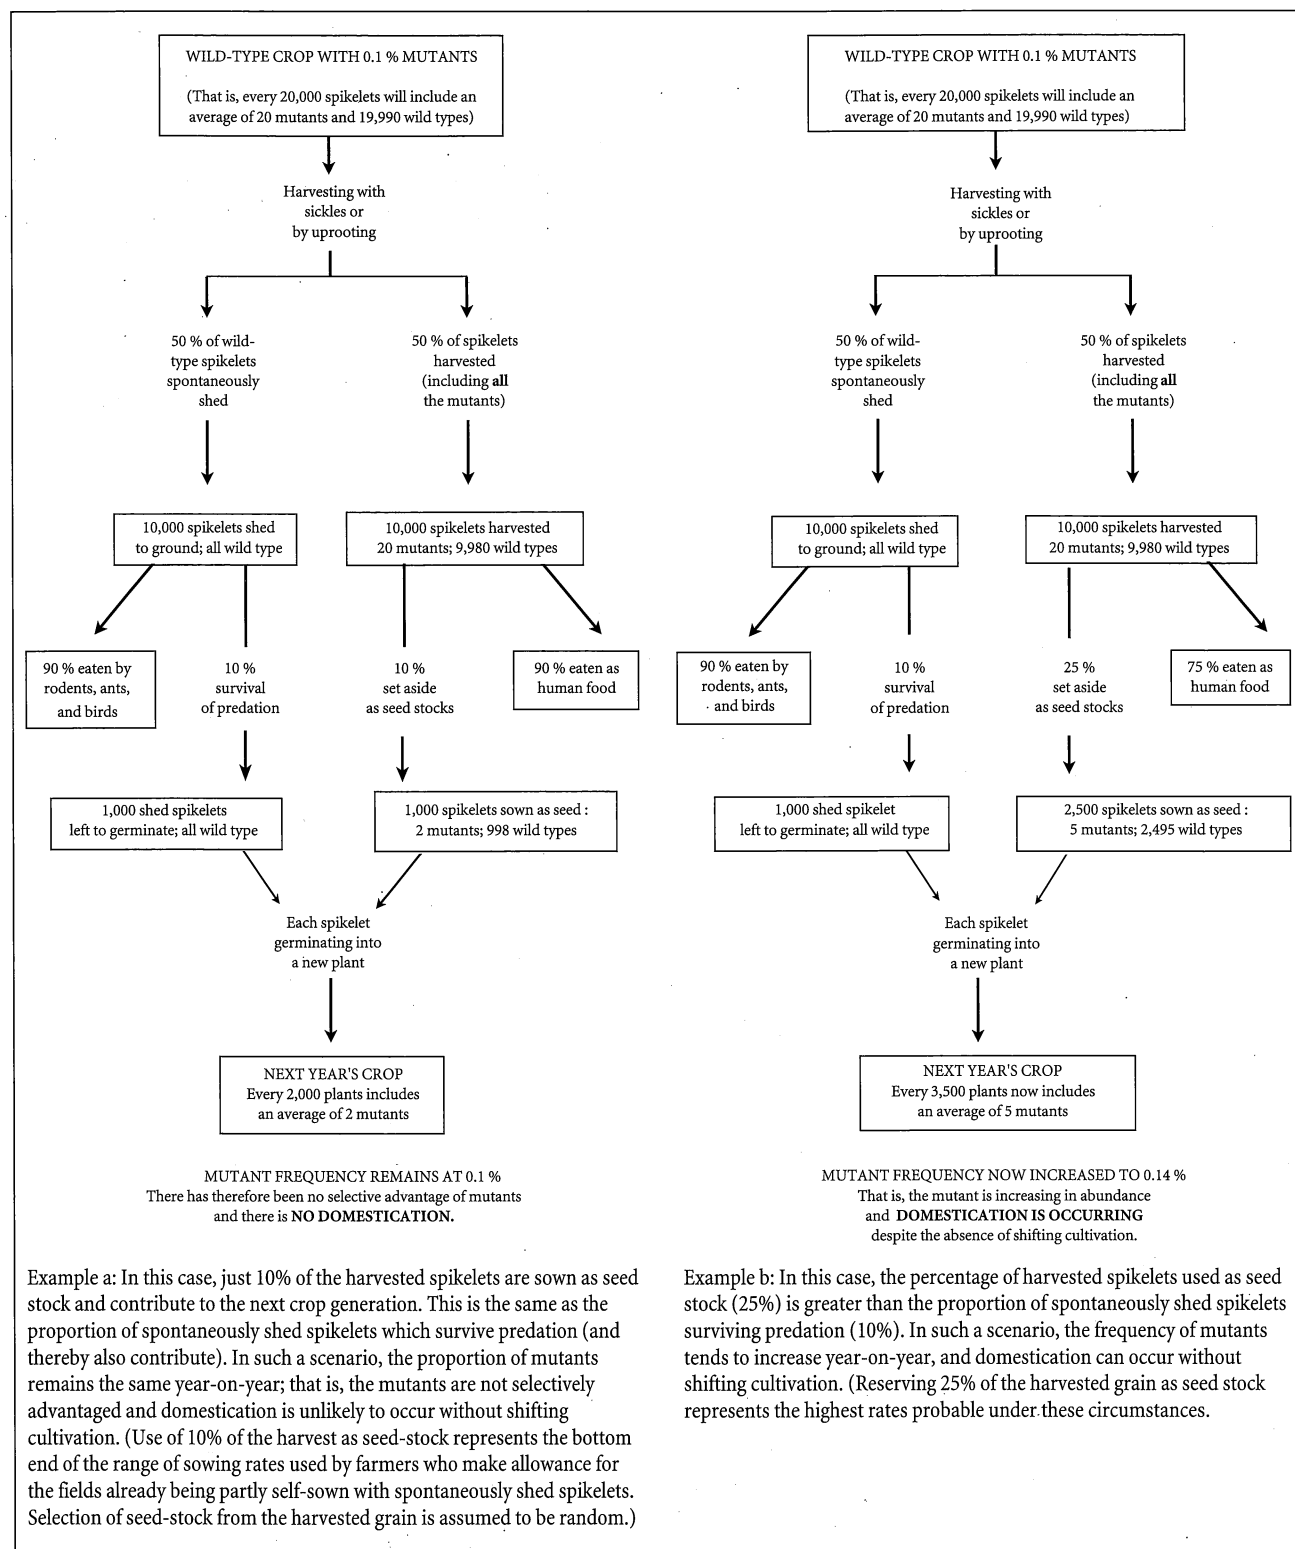 WILD-TYPE CROP WITH 0.1 % MUTANTS
(That is, every 20,000 spikelets will include an
average of 20 mutants and 19,990 wild types)
Harvesting with
sickles or
by uprooting
50 % of wild-
type spikelets
spontaneously
shed
50 % of spikelets
harvested
(including all
the mutants)
10,000 spikelets shed
to ground; all wild type
10,000 spikelets harvested
20 mutants; 9,980 wild types
90 % eaten by
rodents, ants,
and birds
10 %
survival
of predation
10 %
set aside
as seed stocks
90 % eaten as
human food
1,000 shed spikelets
left to germinate; all wild type
1,000 spikelets sown as seed :
2 mutants; 998 wild types
Each spikelet
germinating into
a new plant
NEXT YEAR'S CROP
Every 2,000 plants includes
an average of 2 mutants
MUTANT FREQUENCY REMAINS AT 0.1 %
There has therefore been no selective advantage of mutants
and there is NO DOMESTICATION.
Example a: In this case, just 10% of the harvested spikelets are sown as seed
stock and contribute to the next crop generation. This is the same as the
proportion of spontaneously shed spikelets which survive predation (and
thereby also contribute). In such a scenario, the proportion of mutants
remains the same year-on-year; that is, the mutants are not selectively
advantaged and domestication is unlikely to occur without shifting
cultivation. (Use of 10% of the harvest as seed-stock represents the bottom
end of the range of sowing rates used by farmers who make allowance for
the fields already being partly self-sown with spontaneously shed spikelets.
Selection of seed-stock from the harvested grain is assumed to be random.)
WILD-TYPE CROP WITH 0.1 % MUTANTS
(That is, every 20,000 spikelets will include an
average of 20 mutants and 19,990 wild types)
Harvesting with
sickles or
by uprooting
50 % of wild-
type spikelets
spontaneously
shed
50 % of spikelets
harvested
(including all
the mutants)
10,000 spikelets shed
to ground; all wild type
10,000 spikelets harvested
20 mutants; 9,980 wild types
90 % eaten by
rodents, ants,
and birds
10 %
survival
of predation
25 %
set aside
as seed stocks
75 % eaten as
human food
1,000 shed spikelet
left to germinate; all wild type
2,500 spikelets sown as seed :
5 mutants; 2,495 wild types
Each spikelet
germinating into
a new plant
NEXT YEAR'S CROP
Every 3,500 plants now includes
an average of 5 mutants
MUTANT FREQUENCY NOW INCREASED TO 0.14 %
That is, the mutant is increasing in abundance
and DOMESTICATION IS OCCURRING
despite the absence of shifting cultivation.
Example b: In this case, the percentage of harvested spikelets used as seed
stock (25%) is greater than the proportion of spontaneously shed spikelets
surviving predation (10%). In such a scenario, the frequency of mutants
tends to increase year-on-year, and domestication can occur without
shifting cultivation. (Reserving 25% of the harvested grain as seed stock
represents the highest rates probable under these circumstances.